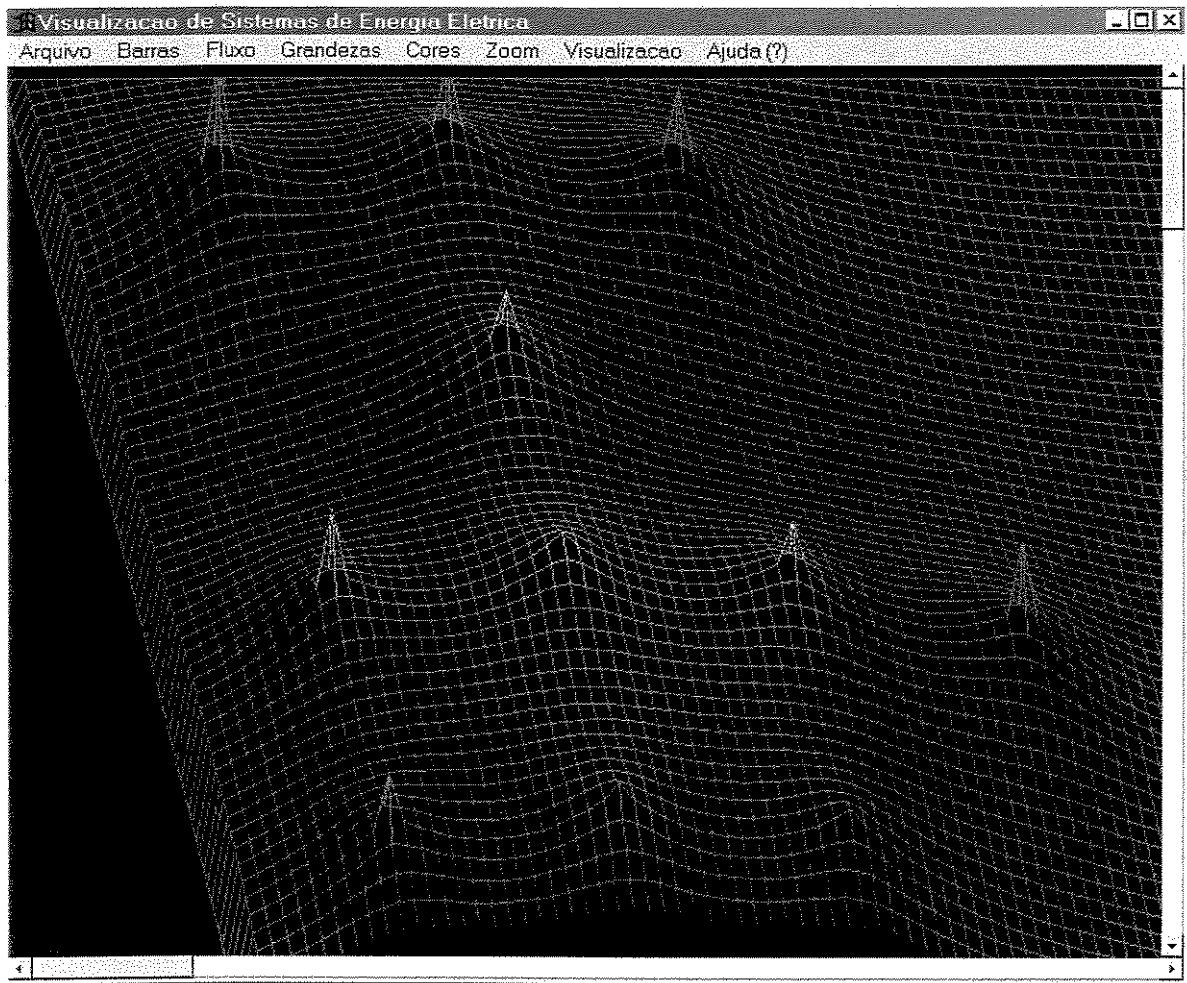 Visualizacao de Sistemas de Energia Eletrica
Arquivo Barras Fluxo Grandezas Cores Zoom Visualizacao Ajuda (?)